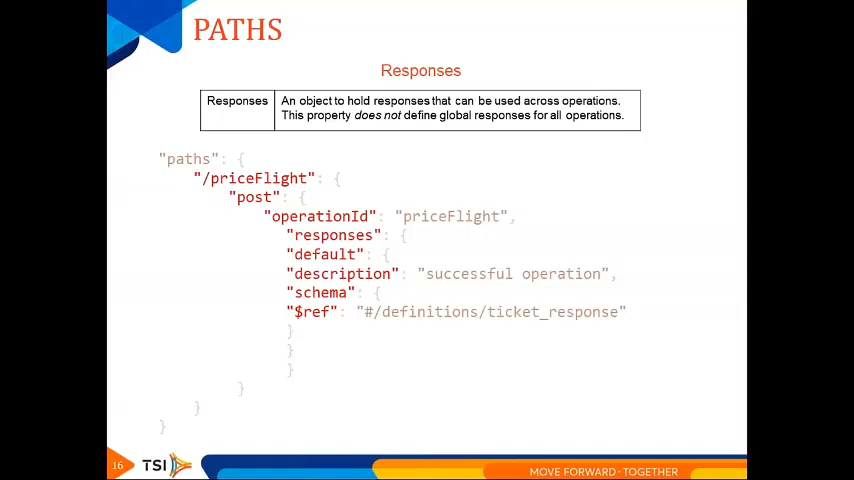 PATHS
Responses
Responses An object to hold responses that can be used across operations.
This property does not define global responses for all operations.
"paths": {
"/priceFlight": {
"post": {
"operationId": "priceFlight",
"responses": {
"default": {
"description": "successful operation",
"schema": {
"$ref": "#/definitions/ticket_response"
}
}
}
}
}
}
16 TSI
MOVE FORWARD · TOGETHER